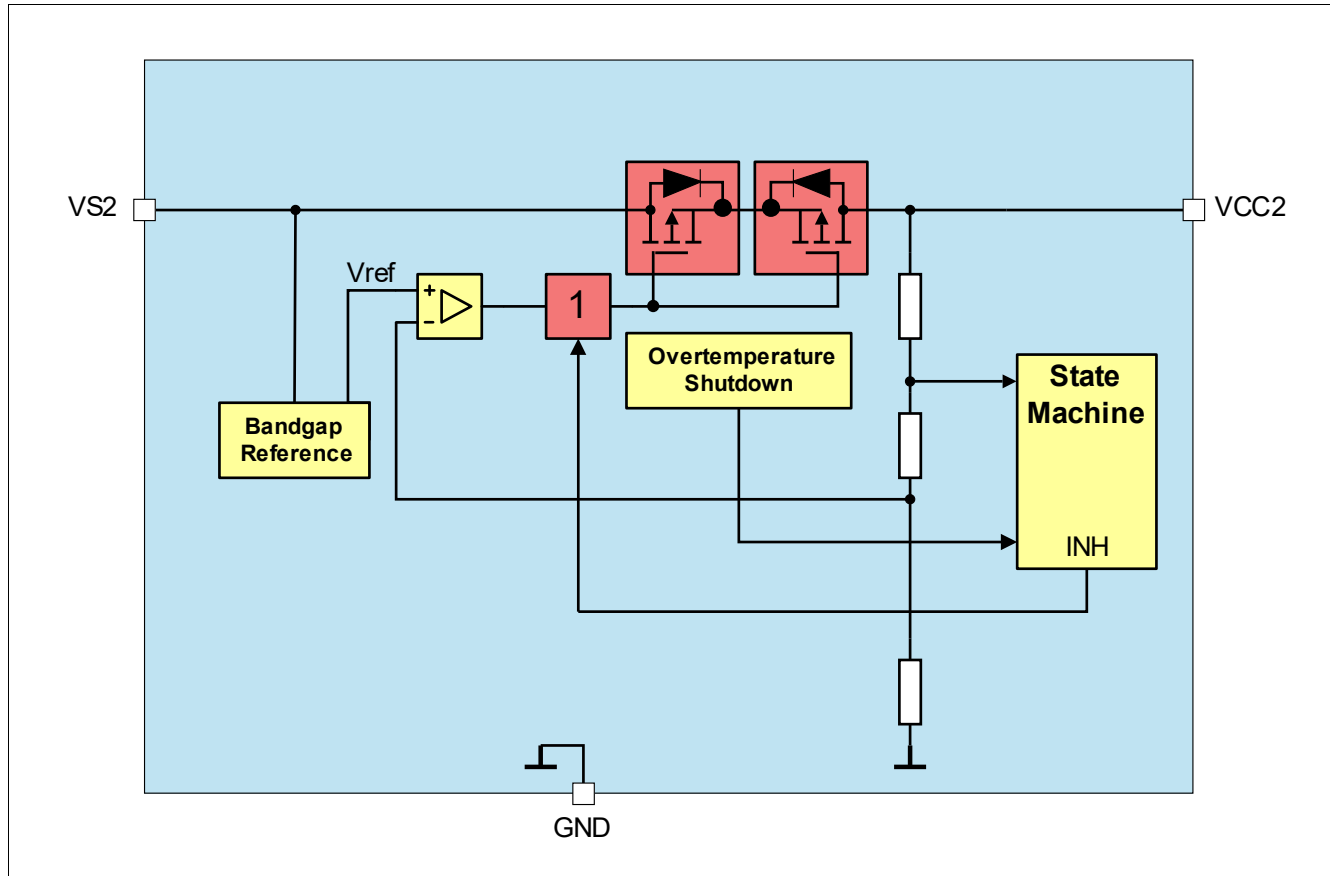 VS2
VCC2
Vref
+
−
1
Overtemperature
Shutdown
State
Machine
Bandgap
Reference
INH
GND